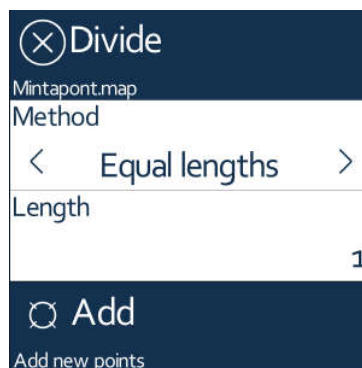 Divide
Mintapont.map
Method
Equal lengths
Length
1
Add
Add new points